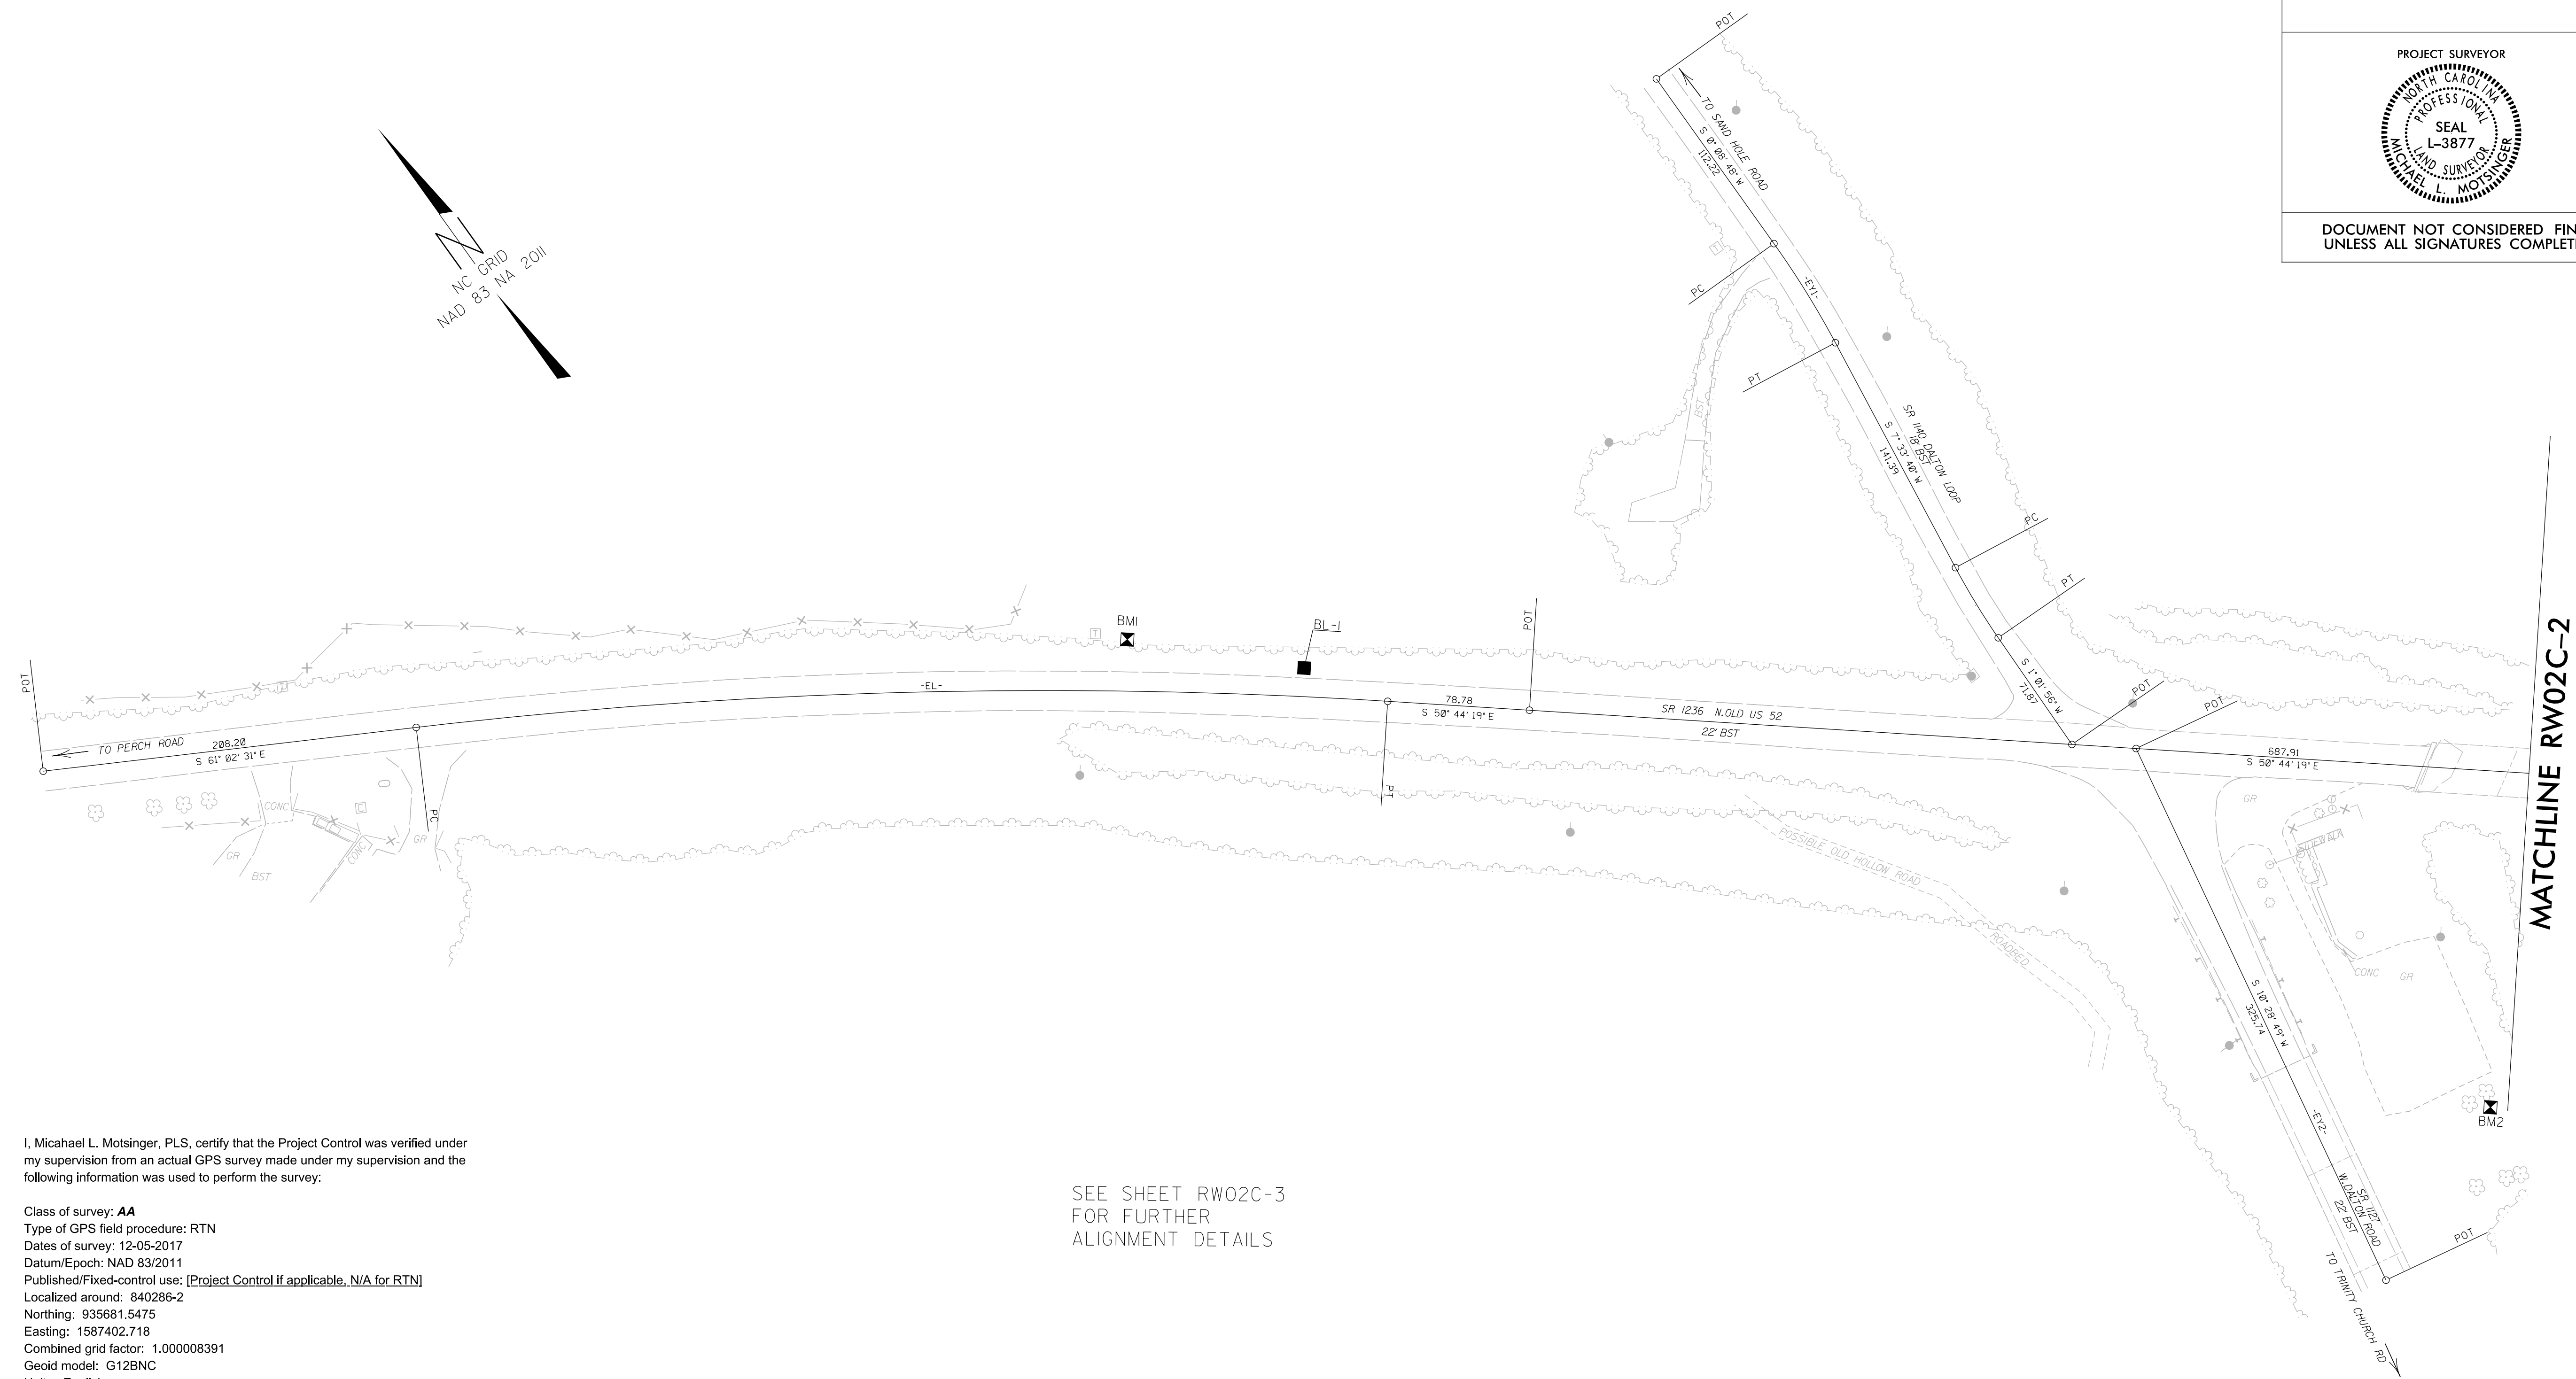 PROJECT SURVEYOR
NORTH CAROLINA
PROFESSIONAL
SEAL
L–3877
LAND SURVEYOR
MICHAEL L. MOTSINGER
DOCUMENT NOT CONSIDERED FIN
UNLESS ALL SIGNATURES COMPLET
NC GRID
NAD 83 NA 2011
POT
TO SAND HOLE ROAD
S 0° 08' 48" W
112.22
PC
-EY1-
PT
BST
T
SR 1140 DALTON LOOP
18' BST
S 7° 33' 40" W
141.39
PC
PT
S 1° 01' 56" W
71.87
POT
POT
POT
TO PERCH ROAD
208.20
S 61° 02' 31" E
PC
T
BM1
BL-1
-EL-
POT
78.78
S 50° 44' 19" E
PT
SR 1236 N.OLD US 52
22' BST
687.91
S 50° 44' 19" E
MATCHLINE RW02C–2
CONC
C
GR
BST
CONC
GR
POSSIBLE OLD HOLLOW ROAD
ROADBED
GR
SIDEWALK
CONC
GR
S 10° 28' 49" W
325.74
-EY2-
BM2
SR 1127
W.DALTON ROAD
22' BST
POT
TO TRINITY CHURCH RD
SEE SHEET RW02C-3
FOR FURTHER
ALIGNMENT DETAILS
I, Micahael L. Motsinger, PLS, certify that the Project Control was verified under
my supervision from an actual GPS survey made under my supervision and the
following information was used to perform the survey:
Class of survey: AA
Type of GPS field procedure: RTN
Dates of survey: 12-05-2017
Datum/Epoch: NAD 83/2011
Published/Fixed-control use: [Project Control if applicable, N/A for RTN]
Localized around: 840286-2
Northing: 935681.5475
Easting: 1587402.718
Combined grid factor: 1.000008391
Geoid model: G12BNC